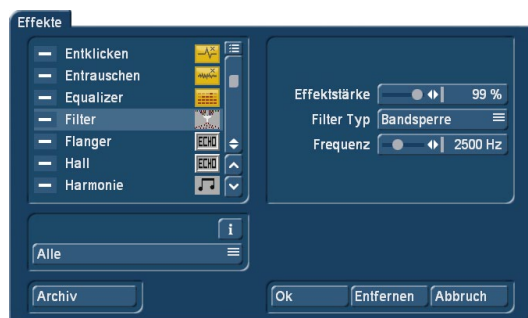 Effekte
Entklicken
Entrauschen
Equalizer
Filter
Flanger
ECHO
Hall
ECHO
Harmonie
Effektstärke 99 %
Filter Typ Bandsperre
Frequenz 2500 Hz
i
Alle
Archiv
Ok
Entfernen
Abbruch